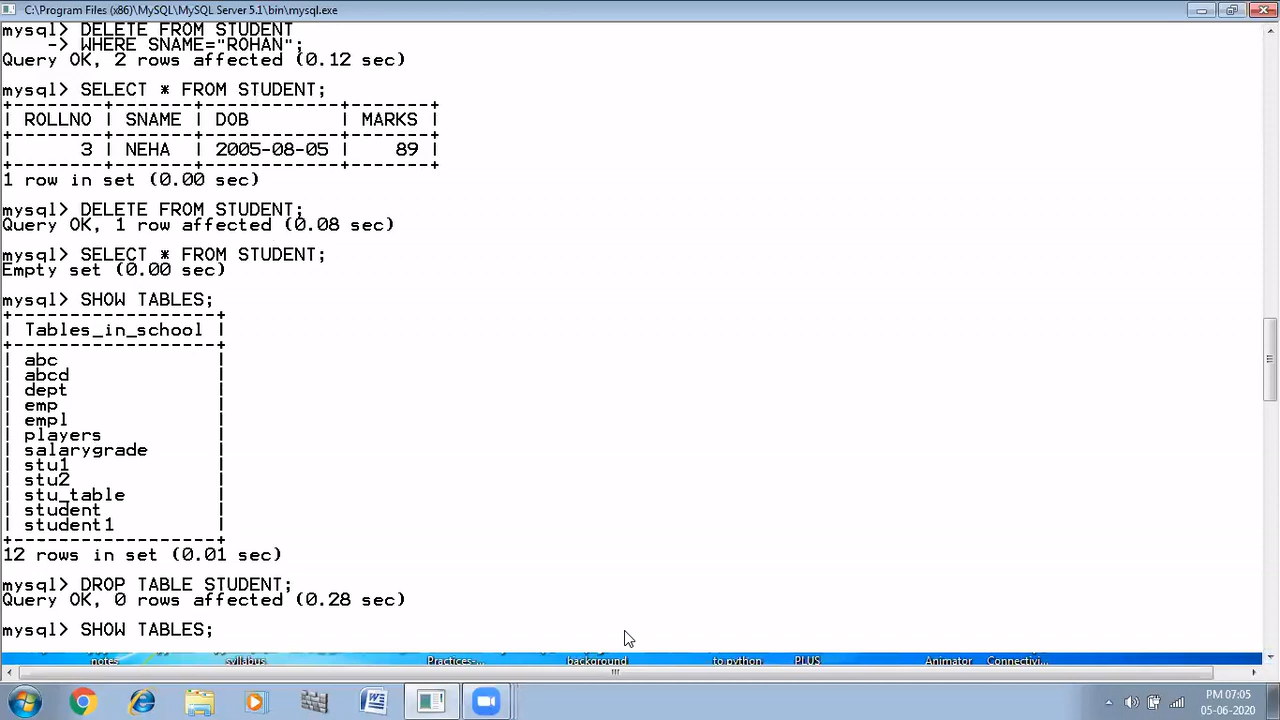 C:\Program Files (x86)\MySQL\MySQL Server 5.1\bin\mysql.exe
mysql> DELETE FROM STUDENT
    -> WHERE SNAME="ROHAN";
Query OK, 2 rows affected (0.12 sec)
mysql> SELECT * FROM STUDENT;
+--------+-------+------------+-------+
| ROLLNO | SNAME | DOB        | MARKS |
+--------+-------+------------+-------+
|      3 | NEHA  | 2005-08-05 |    89 |
+--------+-------+------------+-------+
1 row in set (0.00 sec)
mysql> DELETE FROM STUDENT;
Query OK, 1 row affected (0.08 sec)
mysql> SELECT * FROM STUDENT;
Empty set (0.00 sec)
mysql> SHOW TABLES;
+------------------+
| Tables_in_school |
+------------------+
| abc              |
| abcd             |
| dept             |
| emp              |
| empl             |
| players          |
| salarygrade      |
| stu1             |
| stu2             |
| stu_table        |
| student          |
| student1         |
+------------------+
12 rows in set (0.01 sec)
mysql> DROP TABLE STUDENT;
Query OK, 0 rows affected (0.28 sec)
mysql> SHOW TABLES;
notes syllabus Practices-... background to python PLUS Animator Connectivi...
PM 07:05
05-06-2020